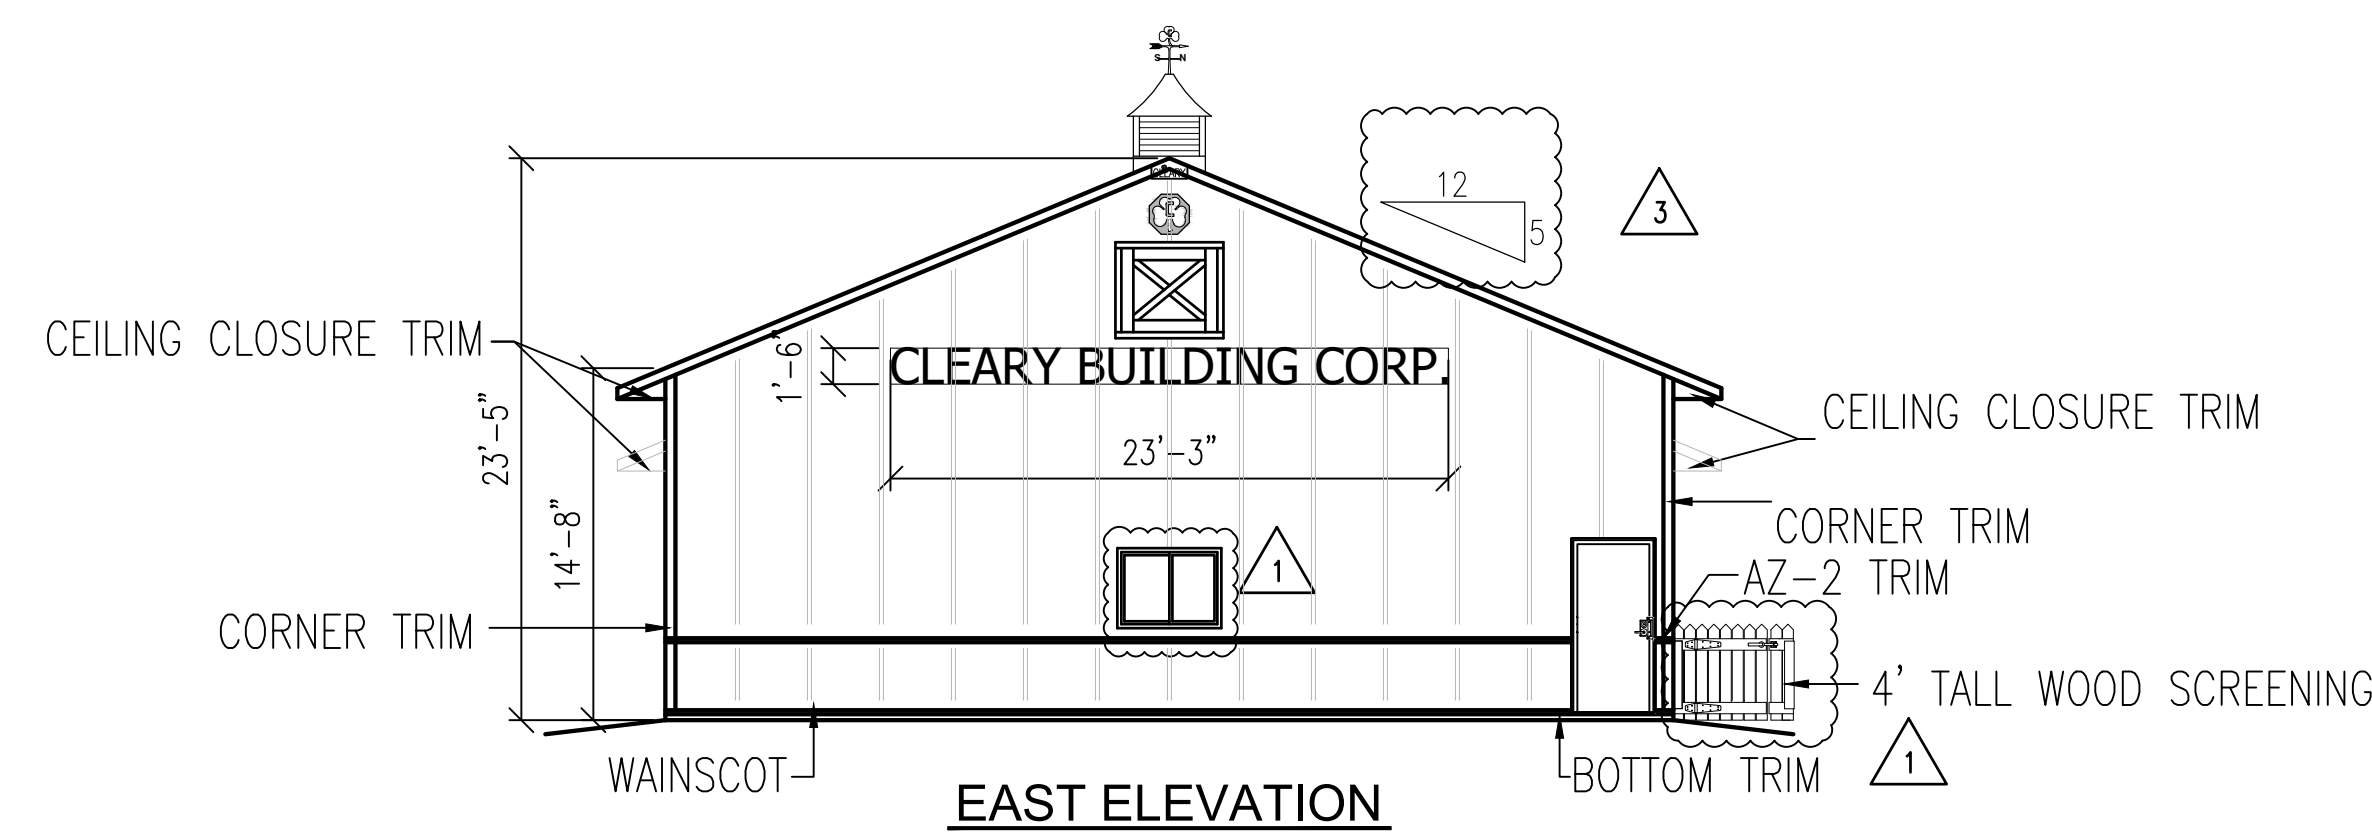 S N
CLEARY
12
5
3
CEILING CLOSURE TRIM
1'-6"
CLEARY BUILDING CORP.
23'-5"
CEILING CLOSURE TRIM
23'-3"
14'-8"
CORNER TRIM
1
AZ-2 TRIM
CORNER TRIM
4' TALL WOOD SCREENING
WAINSCOT
BOTTOM TRIM
1
EAST ELEVATION